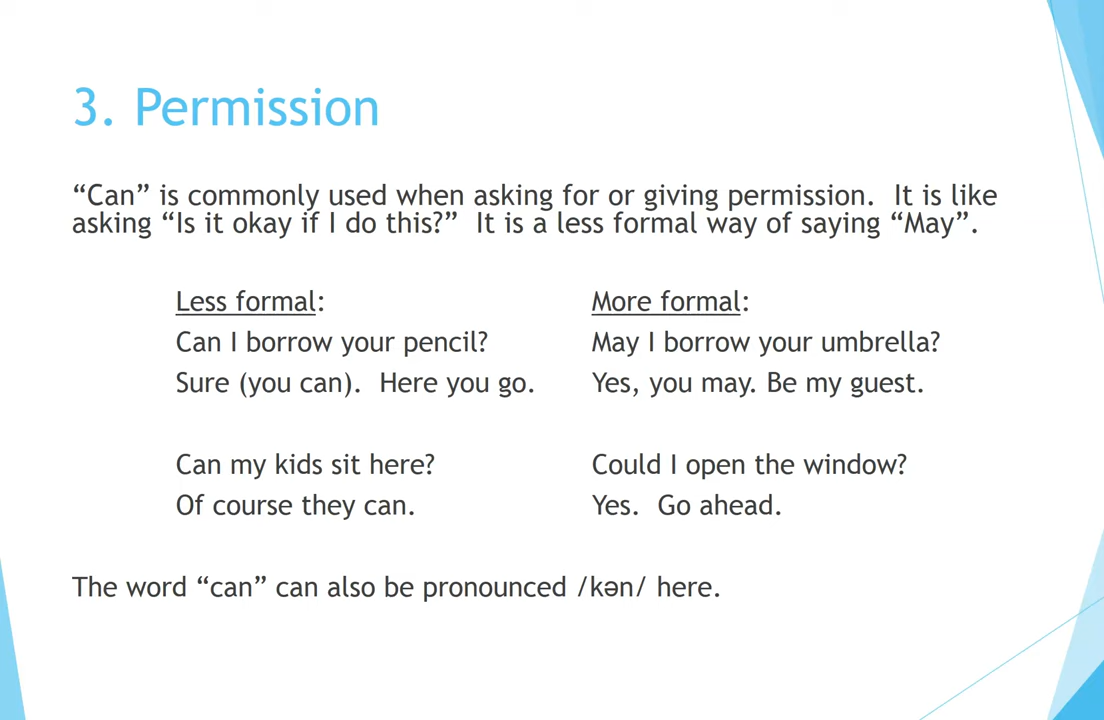 3. Permission
“Can” is commonly used when asking for or giving permission.  It is like
asking “Is it okay if I do this?”  It is a less formal way of saying “May”.
Less formal:
Can I borrow your pencil?
Sure (you can).  Here you go.
Can my kids sit here?
Of course they can.
More formal:
May I borrow your umbrella?
Yes, you may. Be my guest.
Could I open the window?
Yes.  Go ahead.
The word “can” can also be pronounced /kən/ here.